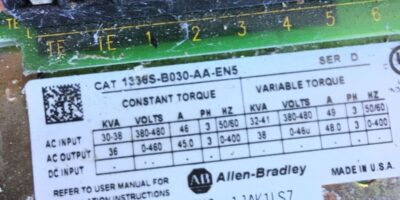 TE TE TE 1 2 3 4 5 6
CAT 1336S-B030-AA-EN5 SER D
CONSTANT TORQUE VARIABLE TORQUE
KVA VOLTS A PH HZ KVA VOLTS A PH HZ
AC INPUT 30-38 380-480 46 3 50/60 32-41 380-480 49 3 50/60
AC OUTPUT 36 0-460 45.0 3 0-400 38 0-460 48.0 3 0-400
REFER TO USER MANUAL FOR AB Allen-Bradley MADE IN U.S.A.